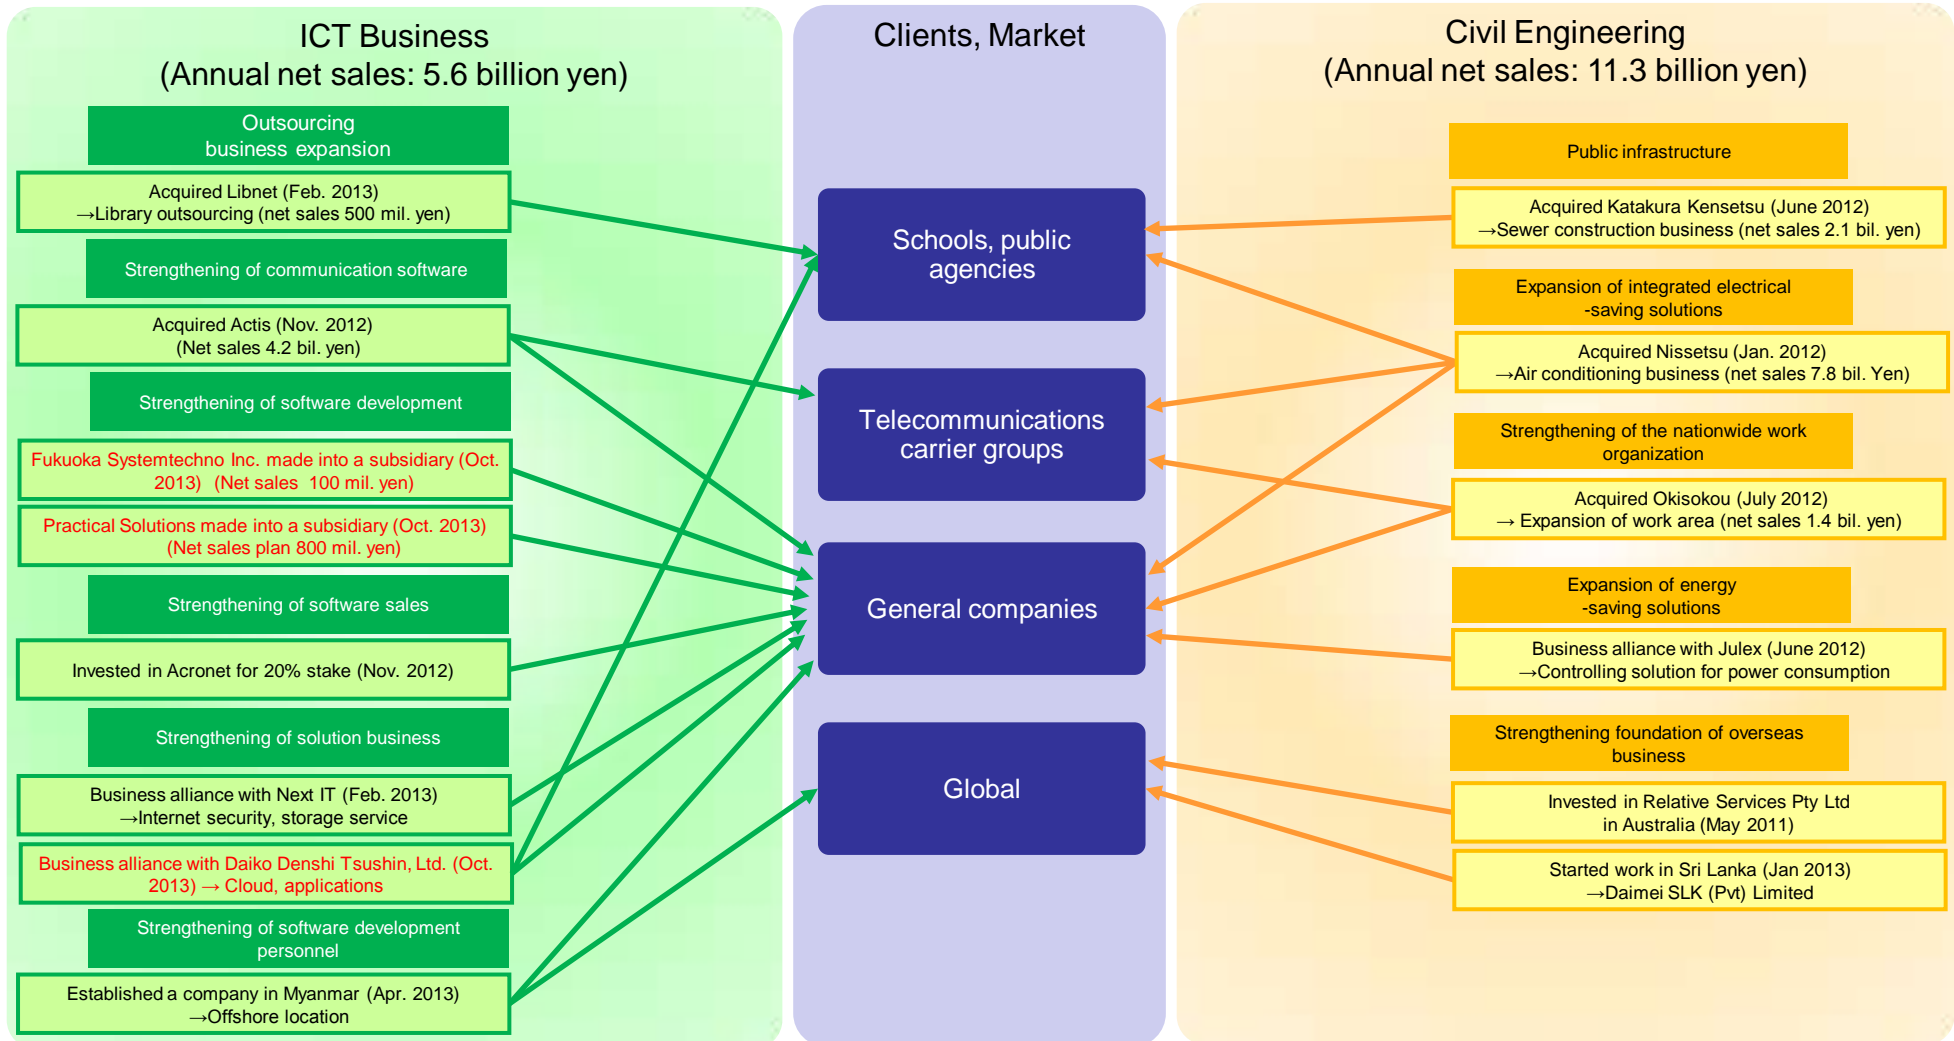 ICT Business
(Annual net sales: 5.6 billion yen)
Outsourcing
business expansion
Acquired Libnet (Feb. 2013)
→Library outsourcing (net sales 500 mil. yen)
Strengthening of communication software
Acquired Actis (Nov. 2012)
(Net sales 4.2 bil. yen)
Strengthening of software development
Fukuoka Systemtechno Inc. made into a subsidiary (Oct.
2013)  (Net sales  100 mil. yen)
Practical Solutions made into a subsidiary (Oct. 2013)
(Net sales plan 800 mil. yen)
Strengthening of software sales
Invested in Acronet for 20% stake (Nov. 2012)
Strengthening of solution business
Business alliance with Next IT (Feb. 2013)
→Internet security, storage service
Business alliance with Daiko Denshi Tsushin, Ltd. (Oct.
2013) → Cloud, applications
Strengthening of software development
personnel
Established a company in Myanmar (Apr. 2013)
→Offshore location
Clients, Market
Schools, public
agencies
Telecommunications
carrier groups
General companies
Global
Civil Engineering
(Annual net sales: 11.3 billion yen)
Public infrastructure
Acquired Katakura Kensetsu (June 2012)
→Sewer construction business (net sales 2.1 bil. yen)
Expansion of integrated electrical
-saving solutions
Acquired Nissetsu (Jan. 2012)
→Air conditioning business (net sales 7.8 bil. Yen)
Strengthening of the nationwide work
organization
Acquired Okisokou (July 2012)
→ Expansion of work area (net sales 1.4 bil. yen)
Expansion of energy
-saving solutions
Business alliance with Julex (June 2012)
→Controlling solution for power consumption
Strengthening foundation of overseas
business
Invested in Relative Services Pty Ltd
in Australia (May 2011)
Started work in Sri Lanka (Jan 2013)
→Daimei SLK (Pvt) Limited